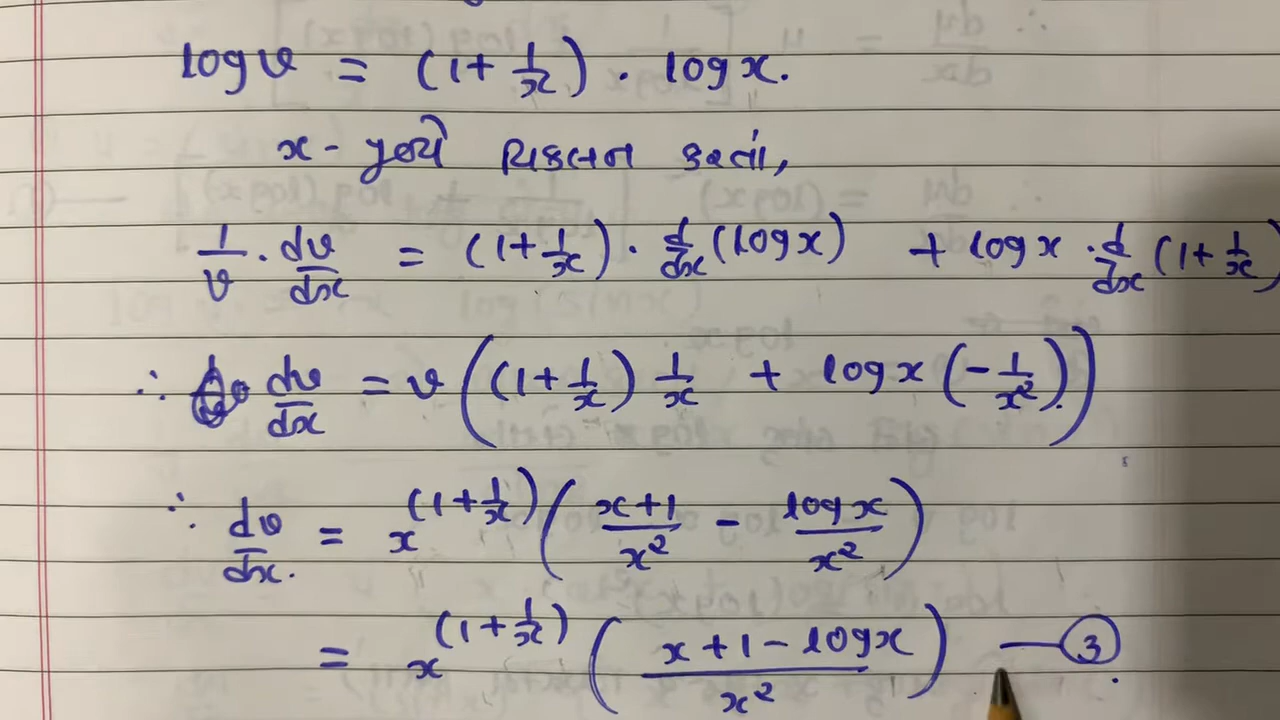 log v = (1 + 1/x) · log x.
x - પ્રત્યે વિકલન કરતાં,
1/v · dv/dx = (1 + 1/x) · d/dx (log x) + log x · d/dx (1 + 1/x)
∴ dv/dx = v ((1 + 1/x) 1/x + log x (- 1/x²))
∴ dv/dx. = x^(1 + 1/x) ((x+1)/x² - (log x)/x²)
= x^(1 + 1/x) ((x + 1 - log x)/x²) — ③.